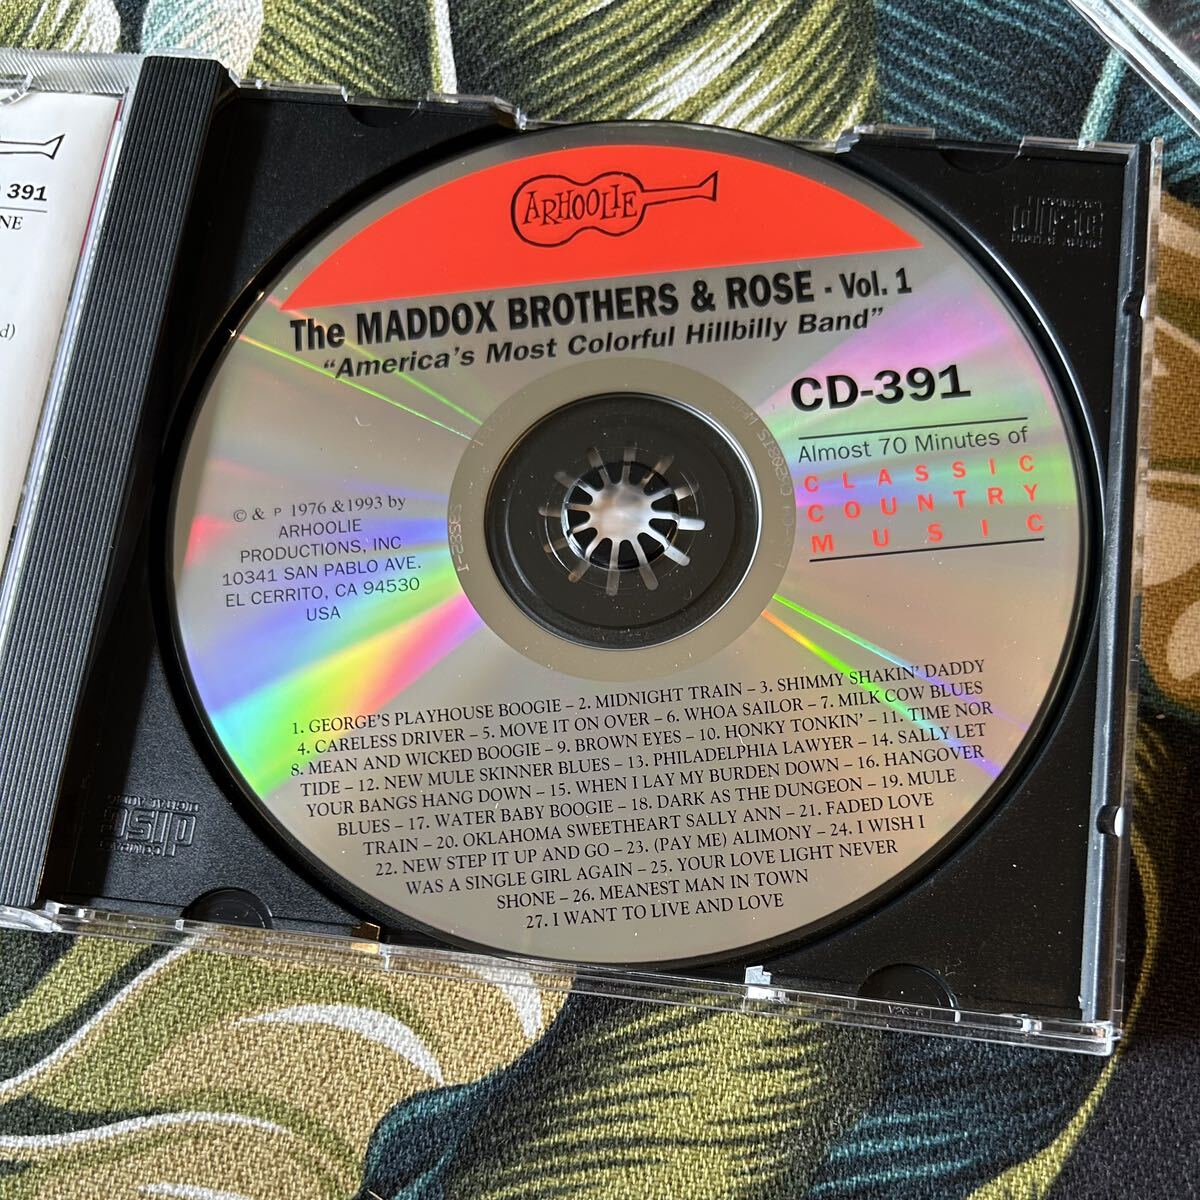 391
NE
d)
ARHOOLIE
The MADDOX BROTHERS & ROSE - Vol. 1
"America's Most Colorful Hillbilly Band"
CD-391
Almost 70 Minutes of
CLASSIC
COUNTRY
MUSIC
© & P 1976 &1993 by
ARHOOLIE
PRODUCTIONS, INC
10341 SAN PABLO AVE.
EL CERRITO, CA 94530
USA
1. GEORGE'S PLAYHOUSE BOOGIE – 2. MIDNIGHT TRAIN – 3. SHIMMY SHAKIN' DADDY
4. CARELESS DRIVER – 5. MOVE IT ON OVER – 6. WHOA SAILOR – 7. MILK COW BLUES
8. MEAN AND WICKED BOOGIE – 9. BROWN EYES – 10. HONKY TONKIN' – 11. TIME NOR
TIDE – 12. NEW MULE SKINNER BLUES – 13. PHILADELPHIA LAWYER – 14. SALLY LET
YOUR BANGS HANG DOWN – 15. WHEN I LAY MY BURDEN DOWN – 16. HANGOVER
BLUES – 17. WATER BABY BOOGIE – 18. DARK AS THE DUNGEON – 19. MULE
TRAIN – 20. OKLAHOMA SWEETHEART SALLY ANN – 21. FADED LOVE
22. NEW STEP IT UP AND GO – 23. (PAY ME) ALIMONY – 24. I WISH I
WAS A SINGLE GIRL AGAIN – 25. YOUR LOVE LIGHT NEVER
SHONE – 26. MEANEST MAN IN TOWN
27. I WANT TO LIVE AND LOVE
COMPACT
disc
DIGITAL AUDIO